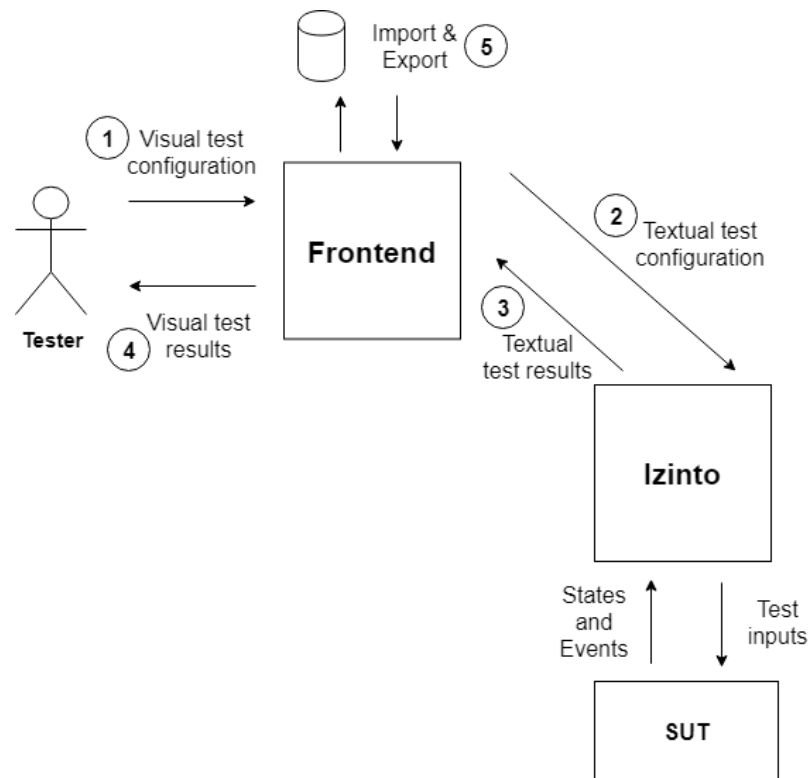 Import &
Export
5
1
Visual test
configuration
2
Textual test
configuration
Frontend
3
Textual
test results
Tester
4
Visual test
results
Izinto
States
and
Events
Test
inputs
SUT